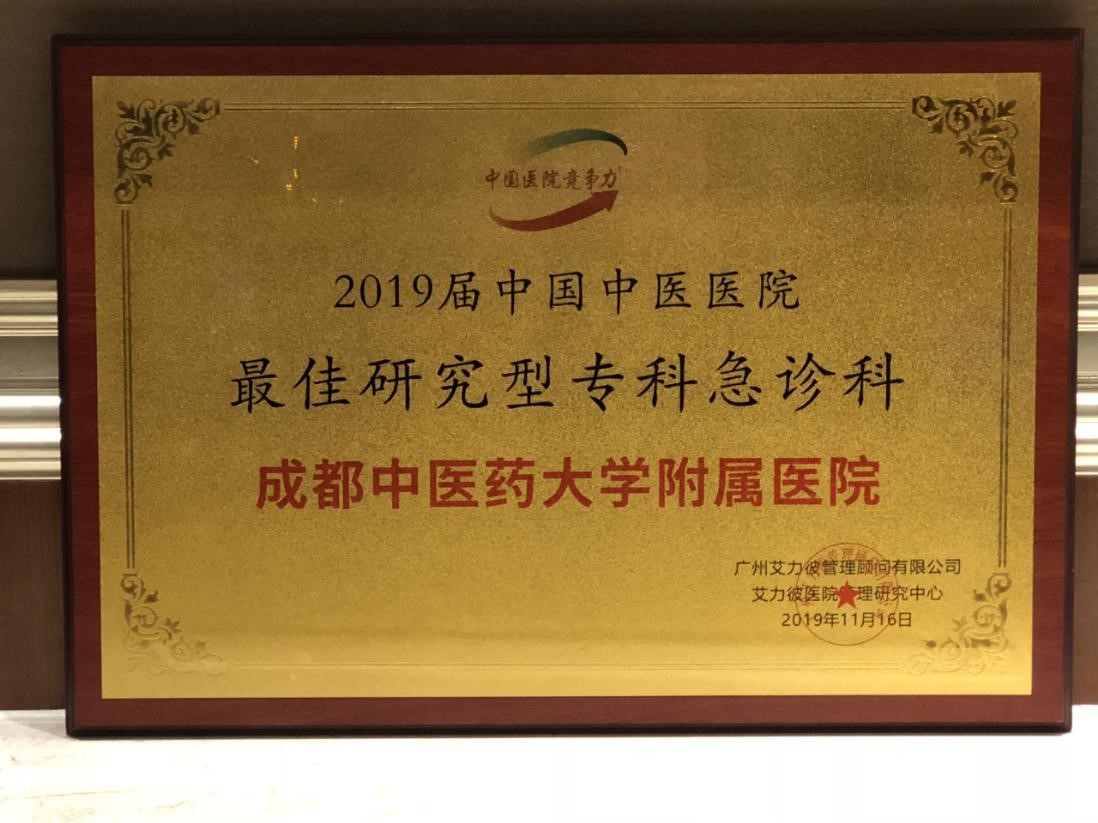 中国医院竞争力
2019届中国中医医院
最佳研究型专科急诊科
成都中医药大学附属医院
广州艾力彼管理顾问有限公司
艾力彼医院管理研究中心
2019年11月16日